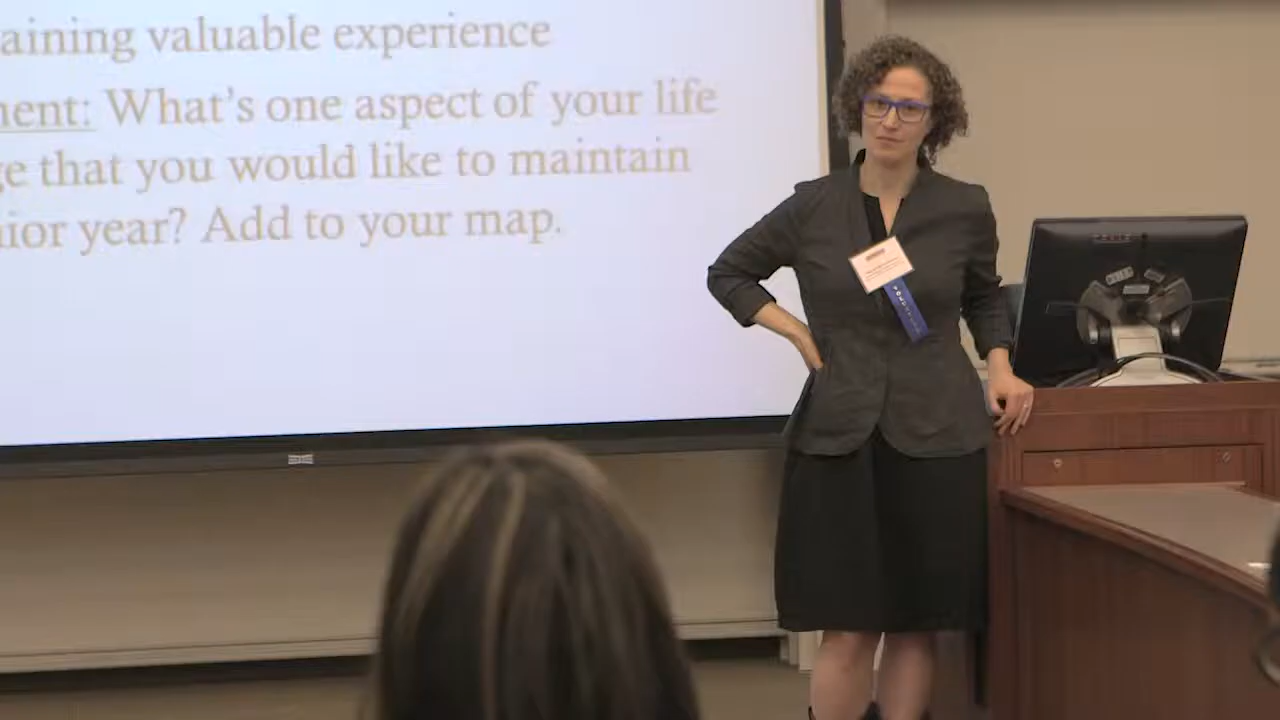 aining valuable experience
nent: What's one aspect of your life
ge that you would like to maintain
nior year? Add to your map.